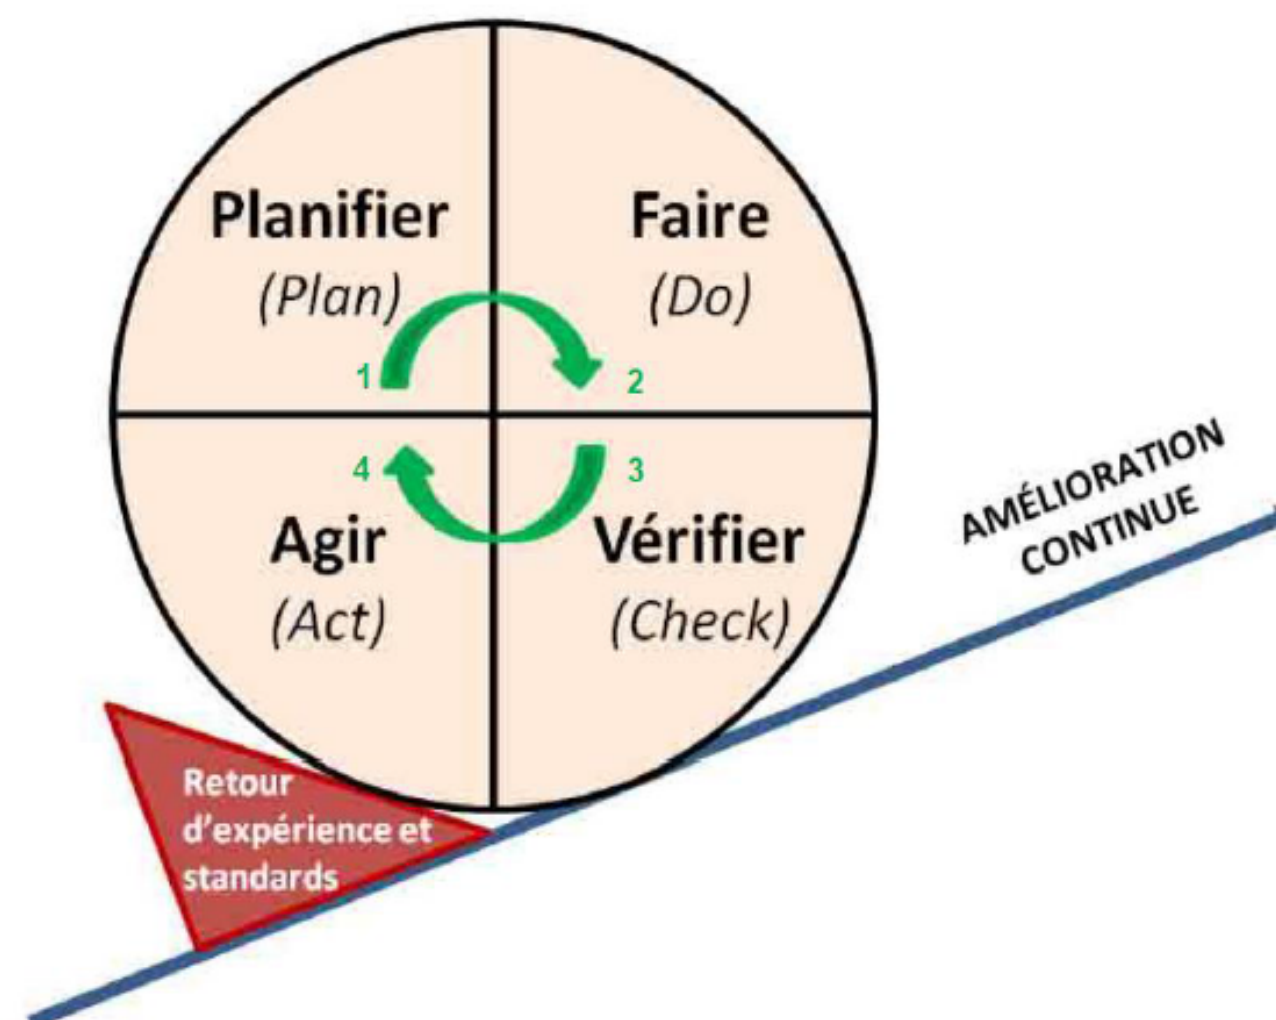 Planifier
(Plan)
Faire
(Do)
1
2
4
3
Agir
(Act)
Vérifier
(Check)
AMÉLIORATION
CONTINUE
Retour
d'expérience et
standards